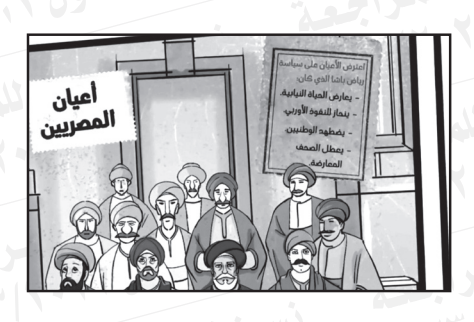 أعيان
المصريين
اعترض الأعيان على سياسة
رياض باشا الذي كان:
- يعارض الحياة النيابية.
- ينحاز للنفوذ الأوربي.
- يضطهد الوطنيين.
- يعطل الصحف
المعارضة.